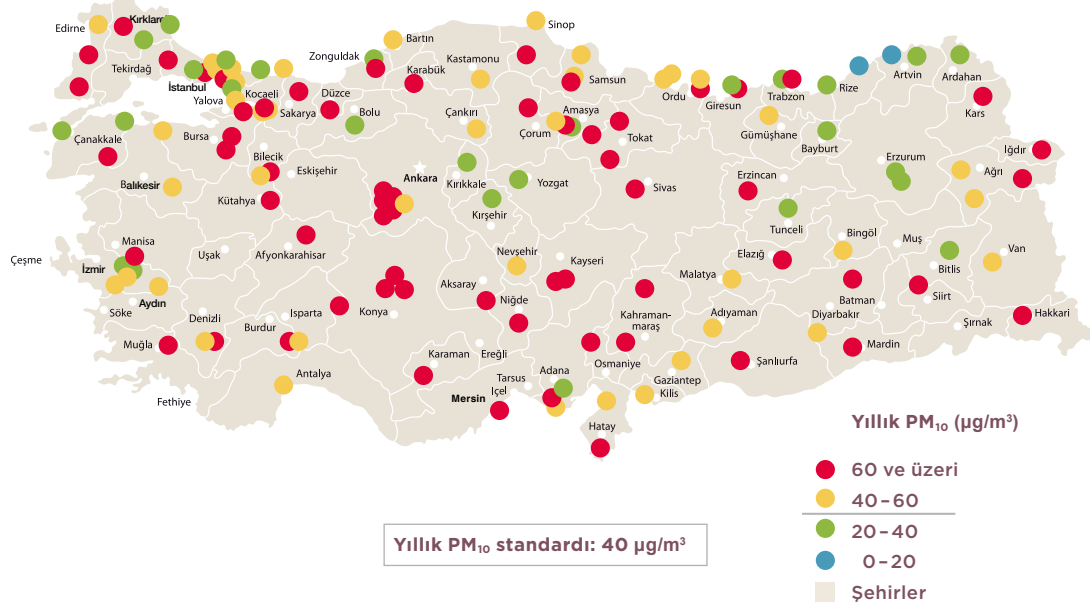 Kırklareli
Edirne
Sinop
Bartın
Zonguldak
Kastamonu
Tekirdağ
Karabük
Samsun
Artvin
Ardahan
İstanbul
Yalova
Kocaeli
Düzce
Ordu
Giresun
Trabzon
Rize
Sakarya
Bolu
Çankırı
Amasya
Kars
Çanakkale
Bursa
Çorum
Tokat
Gümüşhane
Bayburt
Bilecik
Iğdır
Eskişehir
Ankara
Kırıkkale
Yozgat
Sivas
Erzincan
Erzurum
Ağrı
Balıkesir
Kütahya
Kırşehir
Tunceli
Manisa
Uşak
Afyonkarahisar
Nevşehir
Kayseri
Elazığ
Bingöl
Muş
Van
Çeşme
İzmir
Aksaray
Malatya
Bitlis
Aydın
Niğde
Batman
Siirt
Söke
Denizli
Isparta
Konya
Kahraman-
maraş
Adıyaman
Diyarbakır
Hakkari
Burdur
Şırnak
Muğla
Karaman
Ereğli
Osmaniye
Mardin
Antalya
Tarsus
Adana
Gaziantep
Şanlıurfa
Fethiye
Mersin
Içel
Kilis
Hatay
Yıllık PM₁₀ (µg/m³)
60 ve üzeri
40–60
20–40
0–20
Şehirler
Yıllık PM₁₀ standardı: 40 µg/m³